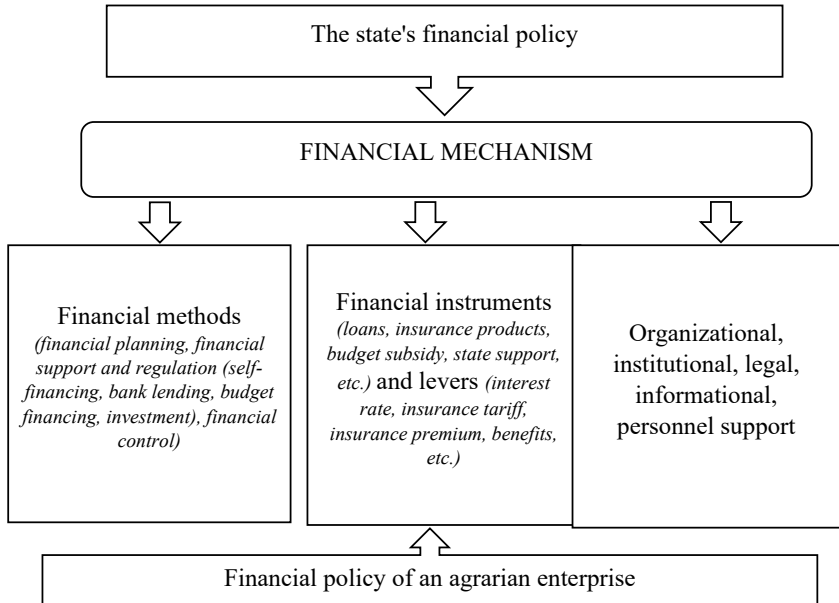 The state's financial policy
FINANCIAL MECHANISM
Financial methods
(financial planning, financial
support and regulation (self-
financing, bank lending, budget
financing, investment), financial
control)
Financial instruments
(loans, insurance products,
budget subsidy, state support,
etc.) and levers (interest
rate, insurance tariff,
insurance premium, benefits,
etc.)
Organizational,
institutional, legal,
informational,
personnel support
Financial policy of an agrarian enterprise